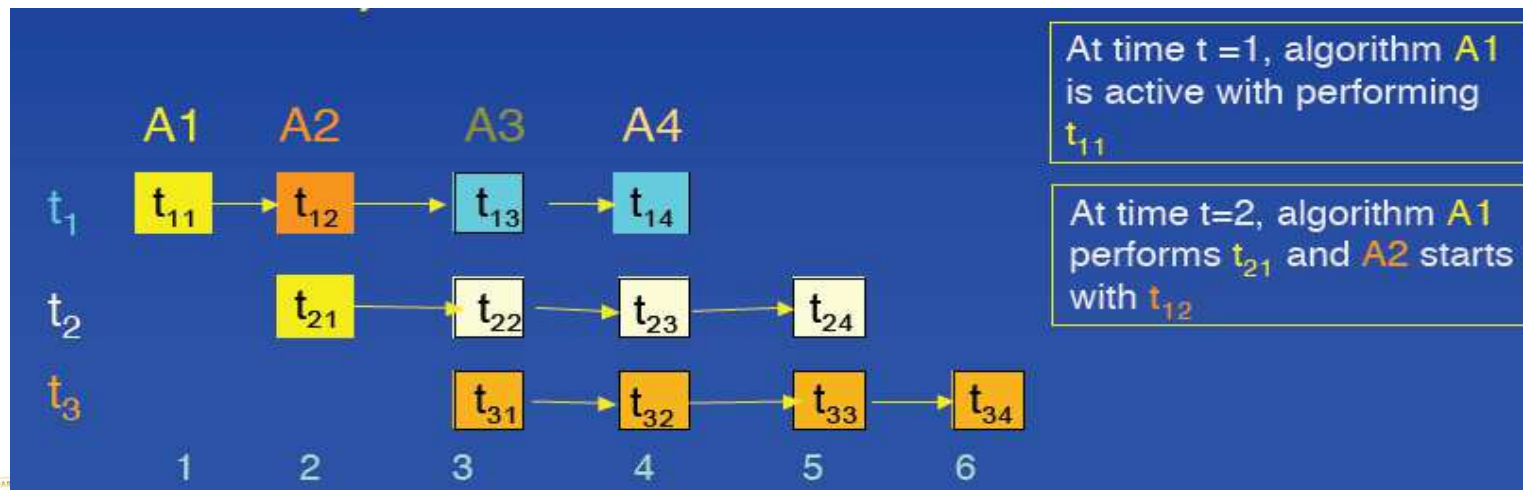 A1 A2 A3 A4
t₁ t₁₁ t₁₂ t₁₃ t₁₄
t₂ t₂₁ t₂₂ t₂₃ t₂₄
t₃ t₃₁ t₃₂ t₃₃ t₃₄
1 2 3 4 5 6
At time t =1, algorithm A1
is active with performing
t₁₁
At time t=2, algorithm A1
performs t₂₁ and A2 starts
with t₁₂